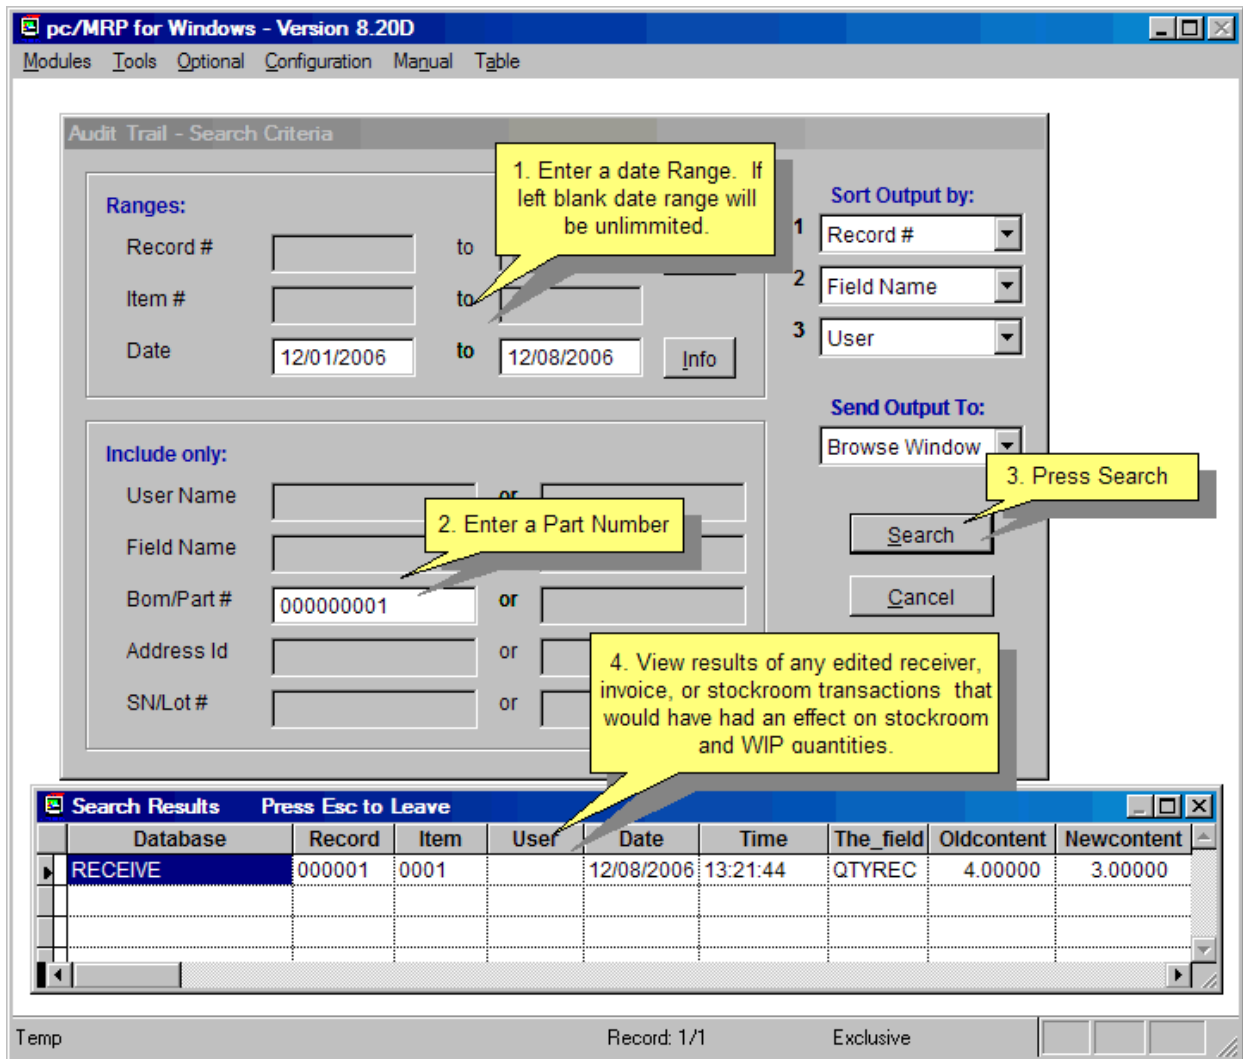 pc/MRP for Windows - Version 8.20D
Modules Tools Optional Configuration Manual Table
Audit Trail - Search Criteria
1. Enter a date Range. If
left blank date range will
be unlimmited.
Ranges:
Record # to
Item # to
Date 12/01/2006 to 12/08/2006 Info
Sort Output by:
1 Record #
2 Field Name
3 User
Send Output To:
Browse Window
3. Press Search
Search
Cancel
Include only:
User Name or
2. Enter a Part Number
Field Name
Bom/Part # 000000001 or
Address Id or
SN/Lot # or
4. View results of any edited receiver,
invoice, or stockroom transactions that
would have had an effect on stockroom
and WIP quantities.
Search Results Press Esc to Leave
Database Record Item User Date Time The_field Oldcontent Newcontent
RECEIVE 000001 0001 12/08/2006 13:21:44 QTYREC 4.00000 3.00000
Temp Record: 1/1 Exclusive